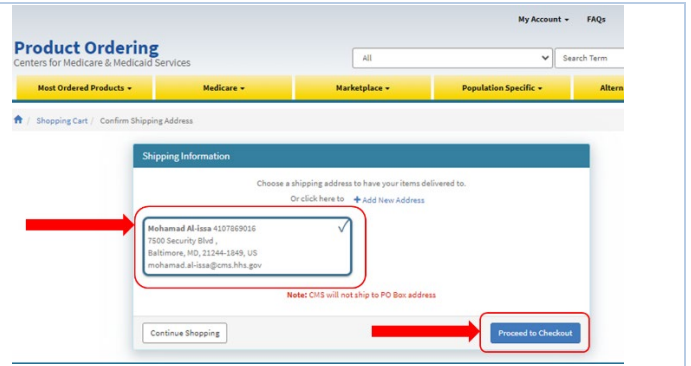 My Account
FAQs
Product Ordering
Centers for Medicare & Medicaid Services
All
Search Term
Most Ordered Products
Medicare
Marketplace
Population Specific
Altern
/ Shopping Cart / Confirm Shipping Address
Shipping Information
Choose a shipping address to have your items delivered to.
Or click here to + Add New Address
Mohamad Al-issa 4107869016
7500 Security Blvd ,
Baltimore, MD, 21244-1849, US
mohamad.al-issa@cms.hhs.gov
Note: CMS will not ship to PO Box address
Continue Shopping
Proceed to Checkout